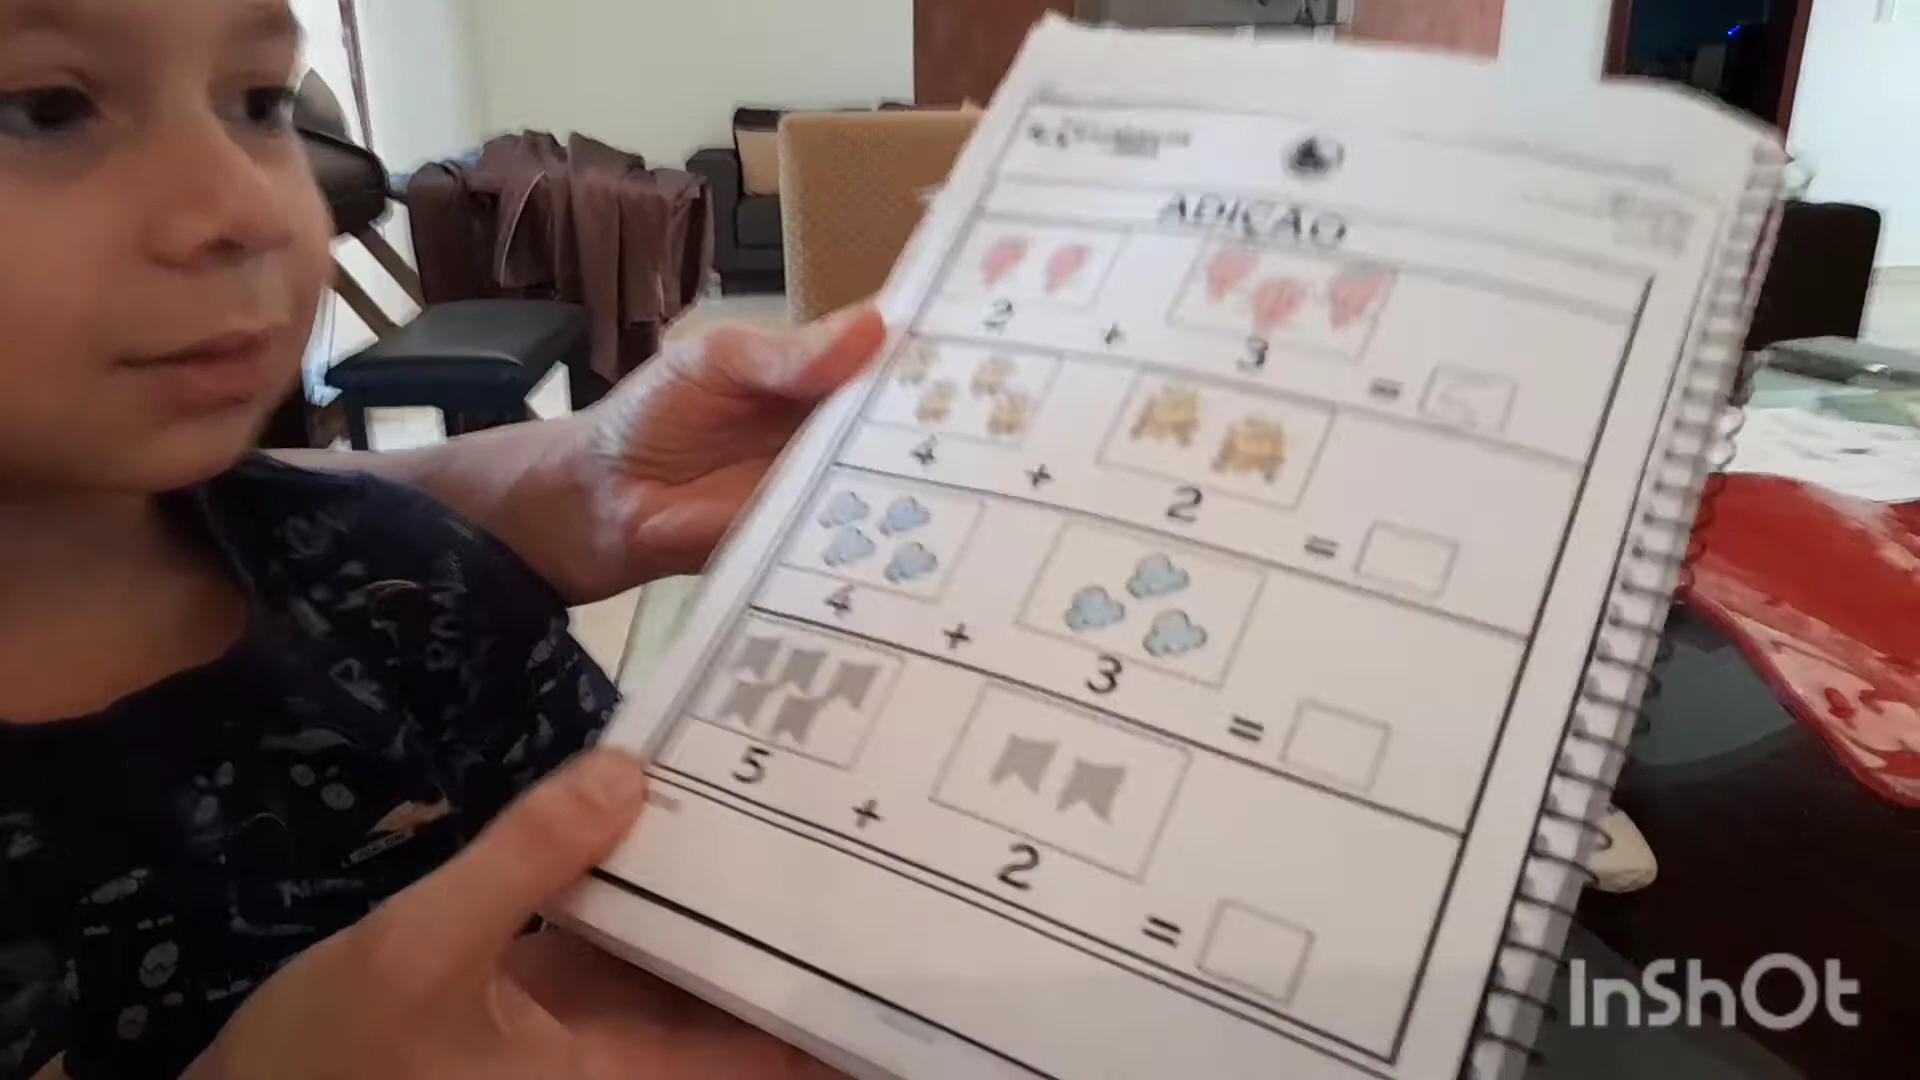 ADIÇÃO
2 + 3 =
4 + 2 =
4 + 3 =
5 + 2 =
InShOt